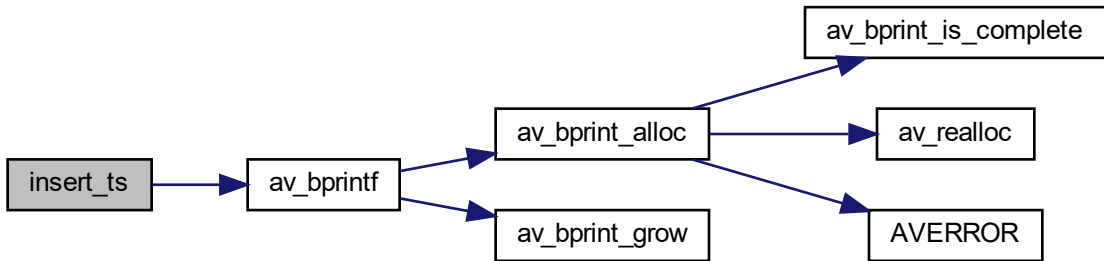 insert_ts
av_bprintf
av_bprint_alloc
av_bprint_grow
av_bprint_is_complete
av_realloc
AVERROR